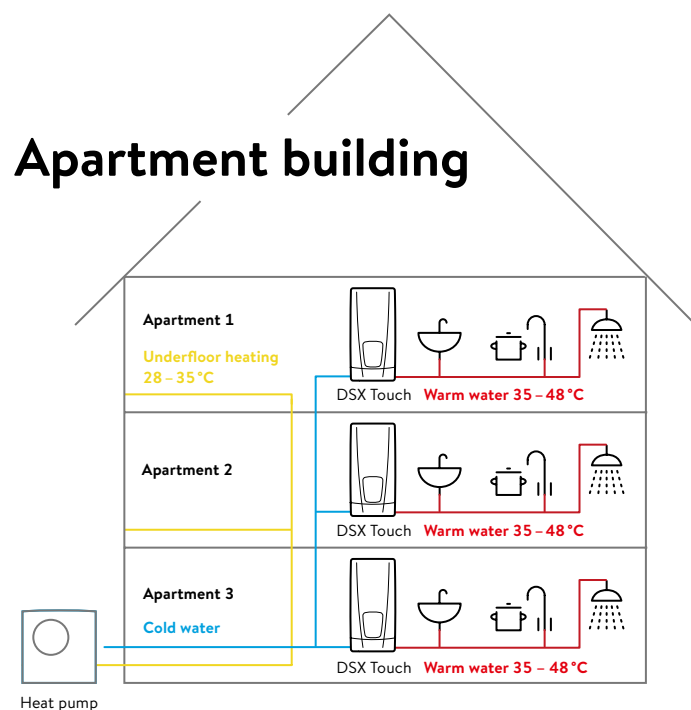 Apartment building
Apartment 1
Underfloor heating
28 – 35 °C
DSX Touch Warm water 35 – 48 °C
Apartment 2
DSX Touch Warm water 35 – 48 °C
Apartment 3
Cold water
DSX Touch Warm water 35 – 48 °C
Heat pump